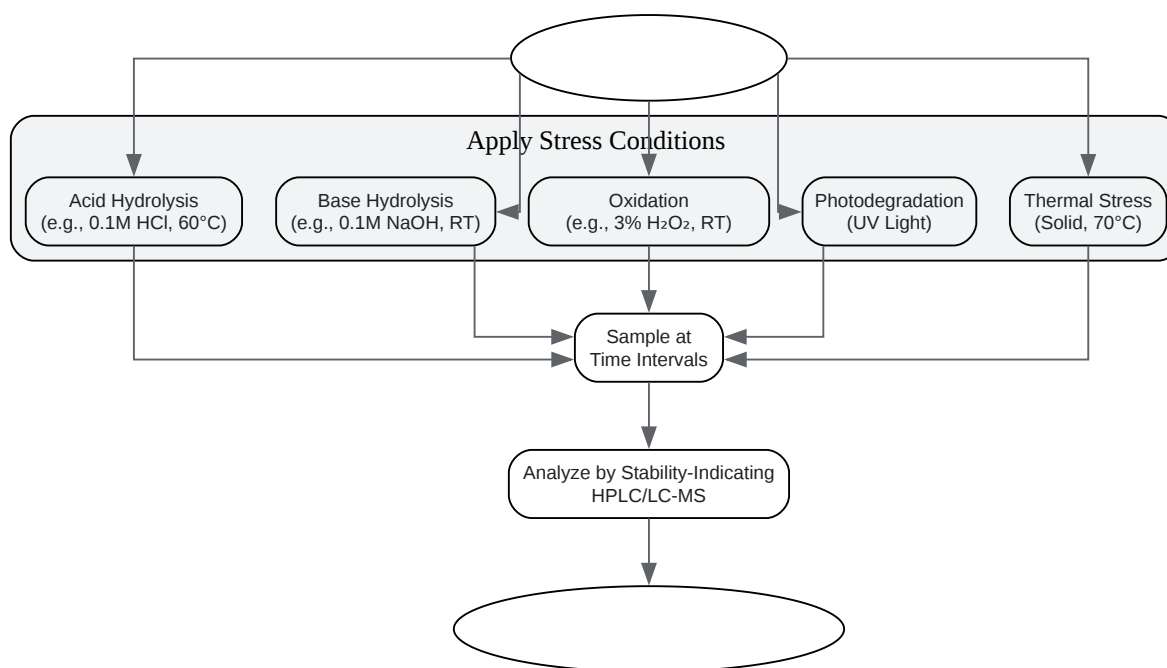 Apply Stress Conditions
Acid Hydrolysis
(e.g., 0.1M HCl, 60°C)
Base Hydrolysis
(e.g., 0.1M NaOH, RT)
Oxidation
(e.g., 3% H₂O₂, RT)
Photodegradation
(UV Light)
Thermal Stress
(Solid, 70°C)
Sample at
Time Intervals
Analyze by Stability-Indicating
HPLC/LC-MS